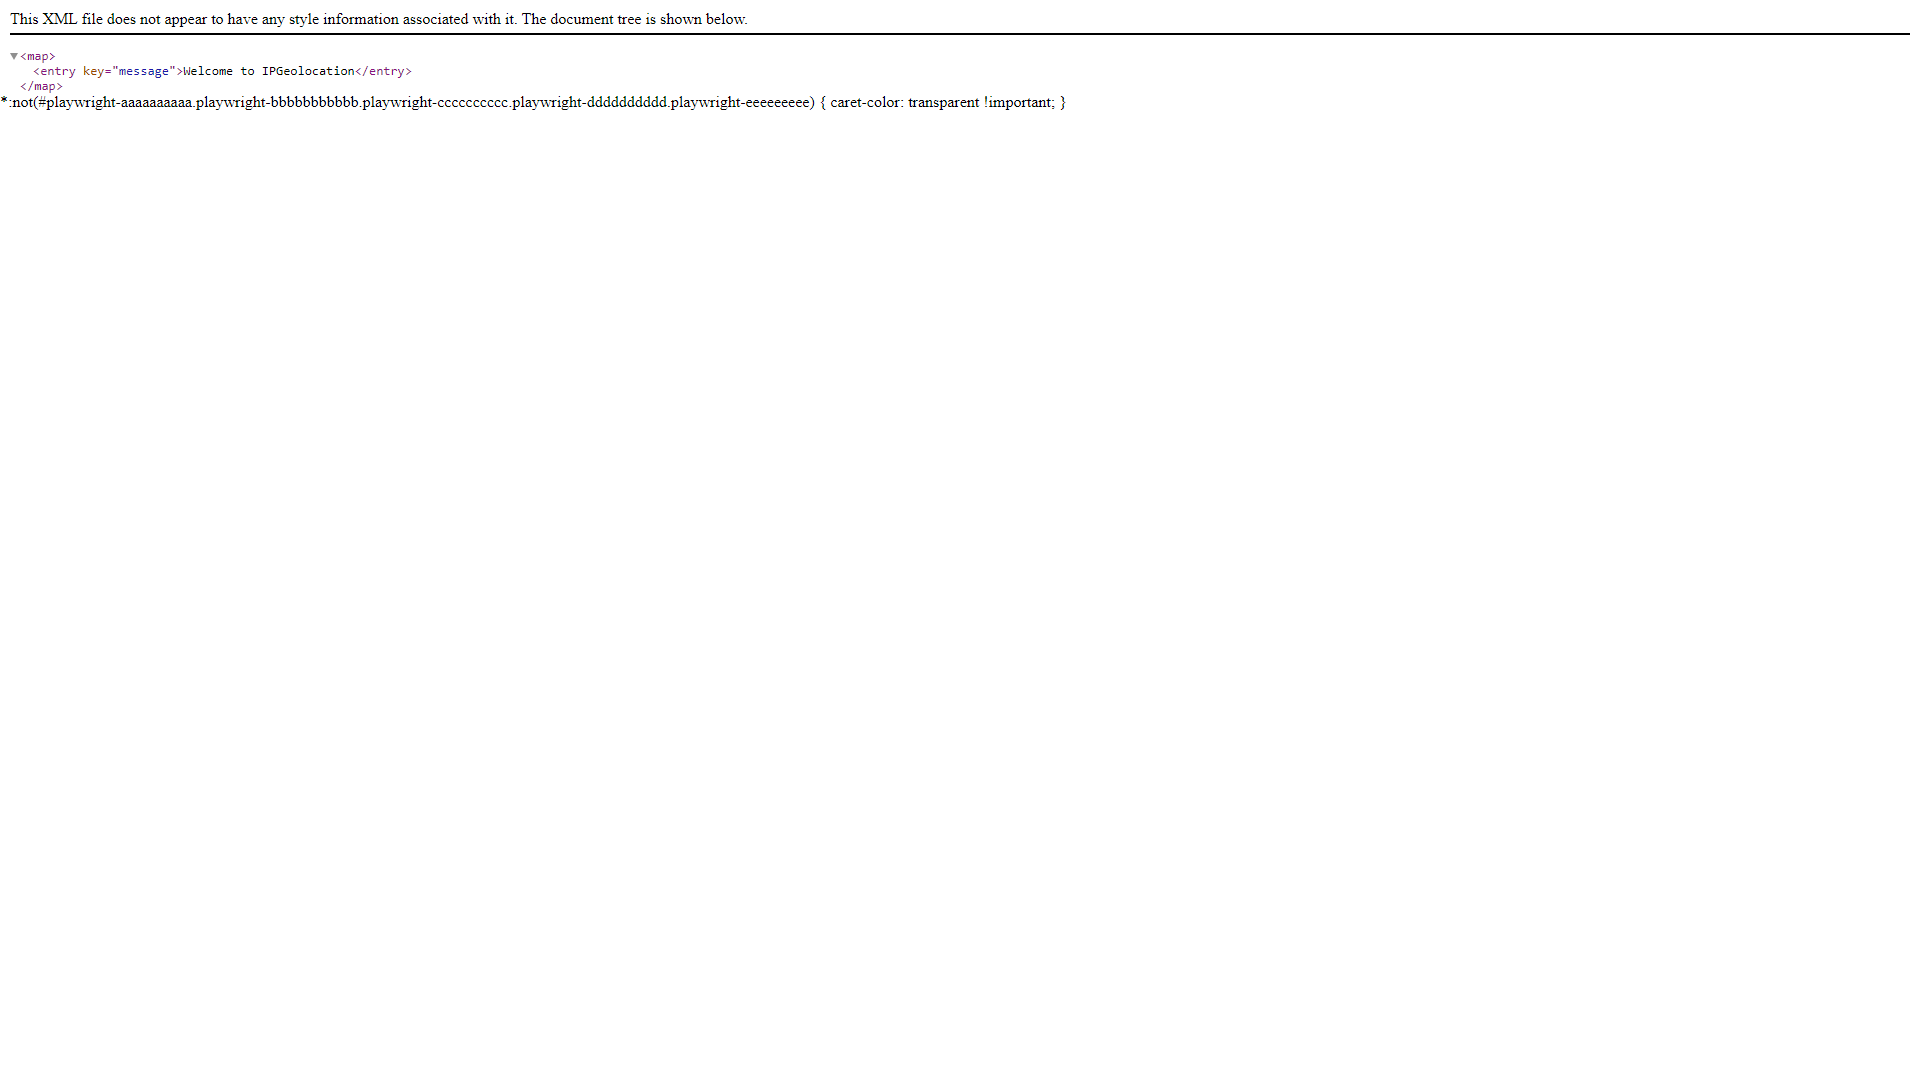 This XML file does not appear to have any style information associated with it. The document tree is shown below.
▼<map>
<entry key="message">Welcome to IPGeolocation</entry>
</map>
*:not(#playwright-aaaaaaaaaa.playwright-bbbbbbbbbbb.playwright-cccccccccc.playwright-dddddddddd.playwright-eeeeeeeee) { caret-color: transparent !important; }